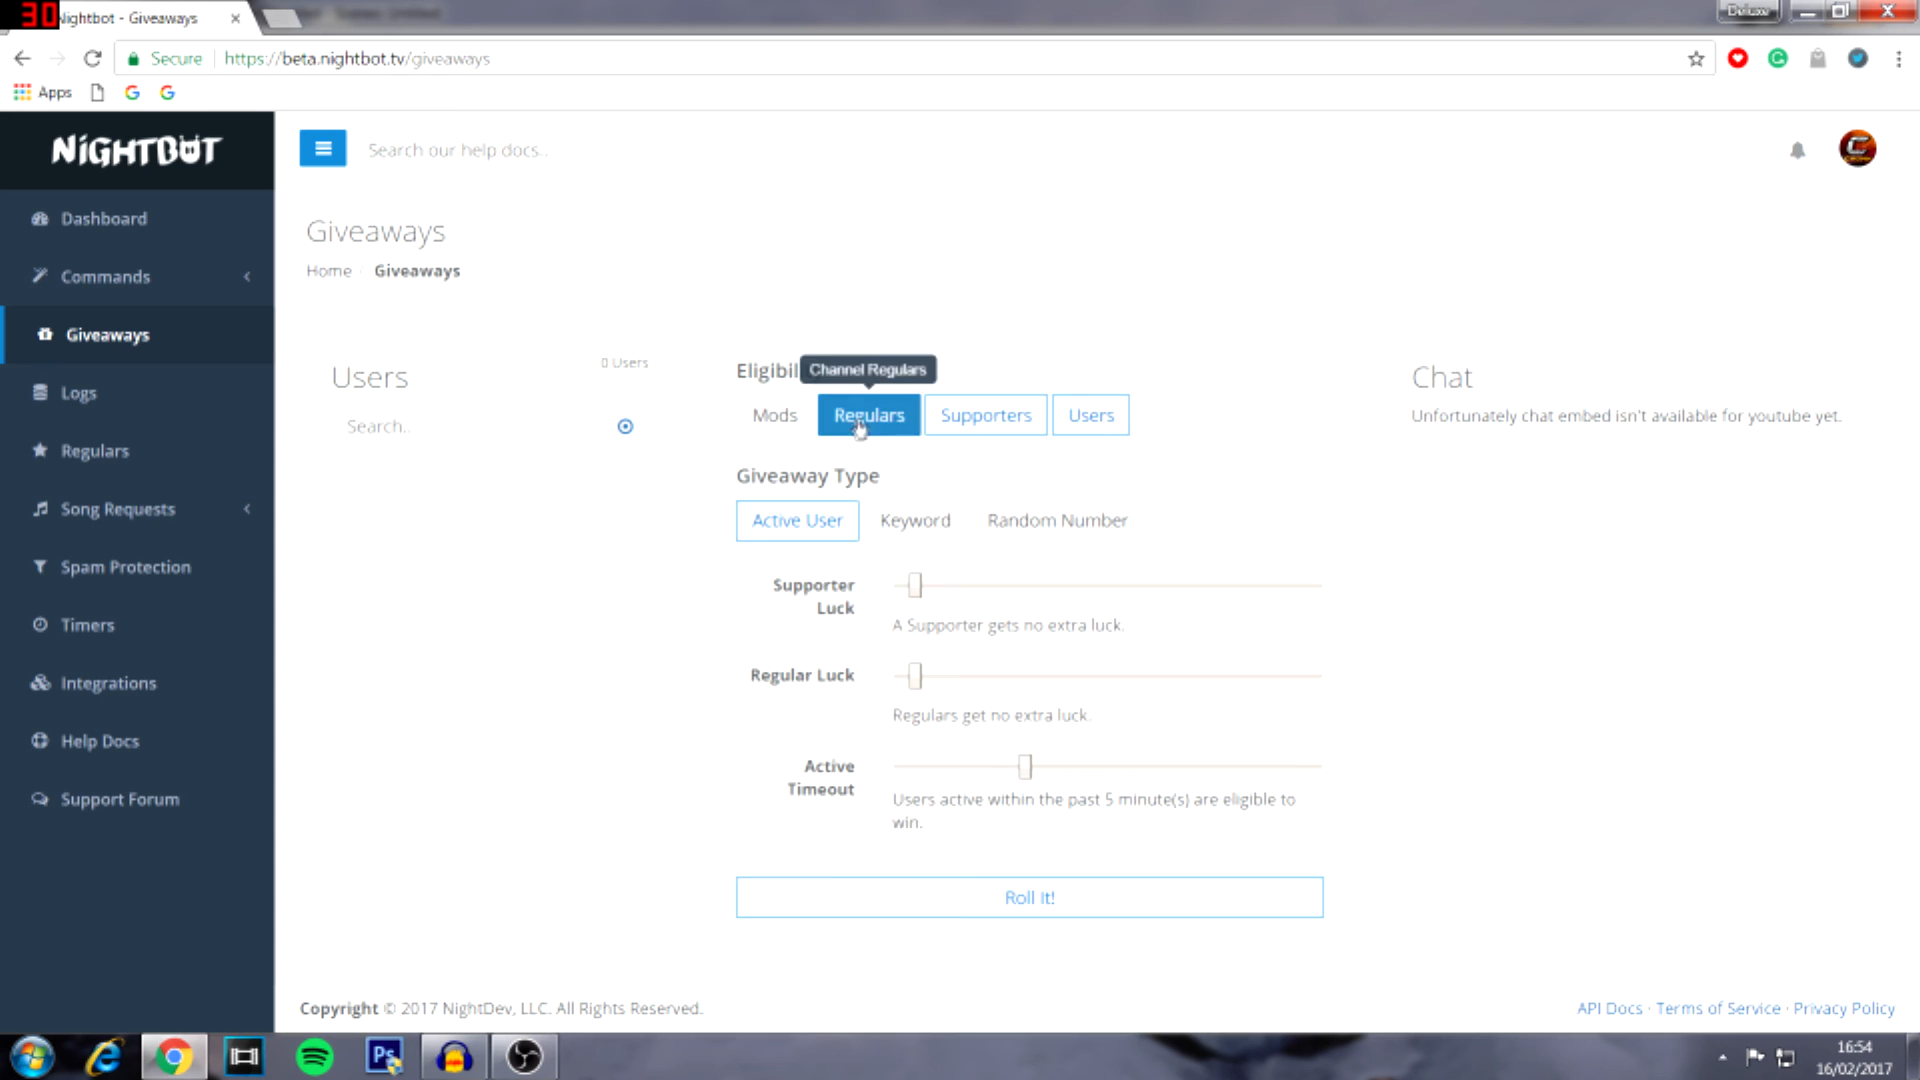 30
Nightbot - Giveaways
Deluxe
Secure https://beta.nightbot.tv/giveaways
Apps
NiGHTBOT
Search our help docs..
Dashboard
Commands
Giveaways
Logs
Regulars
Song Requests
Spam Protection
Timers
Integrations
Help Docs
Support Forum
Giveaways
Home Giveaways
Users
0 Users
Search..
Eligibil
Channel Regulars
Mods Regulars Supporters Users
Giveaway Type
Active User Keyword Random Number
Supporter
Luck
A Supporter gets no extra luck.
Regular Luck
Regulars get no extra luck.
Active
Timeout
Users active within the past 5 minute(s) are eligible to
win.
Roll It!
Chat
Unfortunately chat embed isn't available for youtube yet.
Copyright © 2017 NightDev, LLC. All Rights Reserved.
API Docs · Terms of Service · Privacy Policy
Ps
16:54
16/02/2017